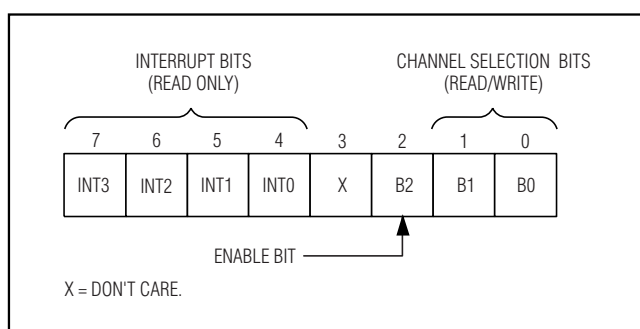 INTERRUPT BITS
(READ ONLY)
CHANNEL SELECTION BITS
(READ/WRITE)
7 6 5 4 3 2 1 0
INT3 INT2 INT1 INT0 X B2 B1 B0
ENABLE BIT
X = DON'T CARE.